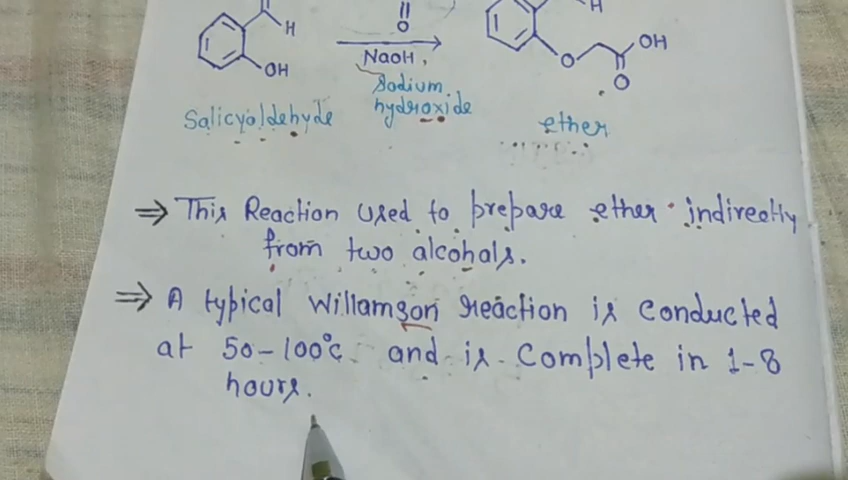 H
O
H
OH
NaOH,
O
OH
O
Sodium
hydroxide
Salicyaldehyde
ether
⇒ This Reaction used to prepare ether indirectly
from two alcohals.
⇒ A typical Willamson reaction is conducted
at 50-100°c and is complete in 1-8
hours.